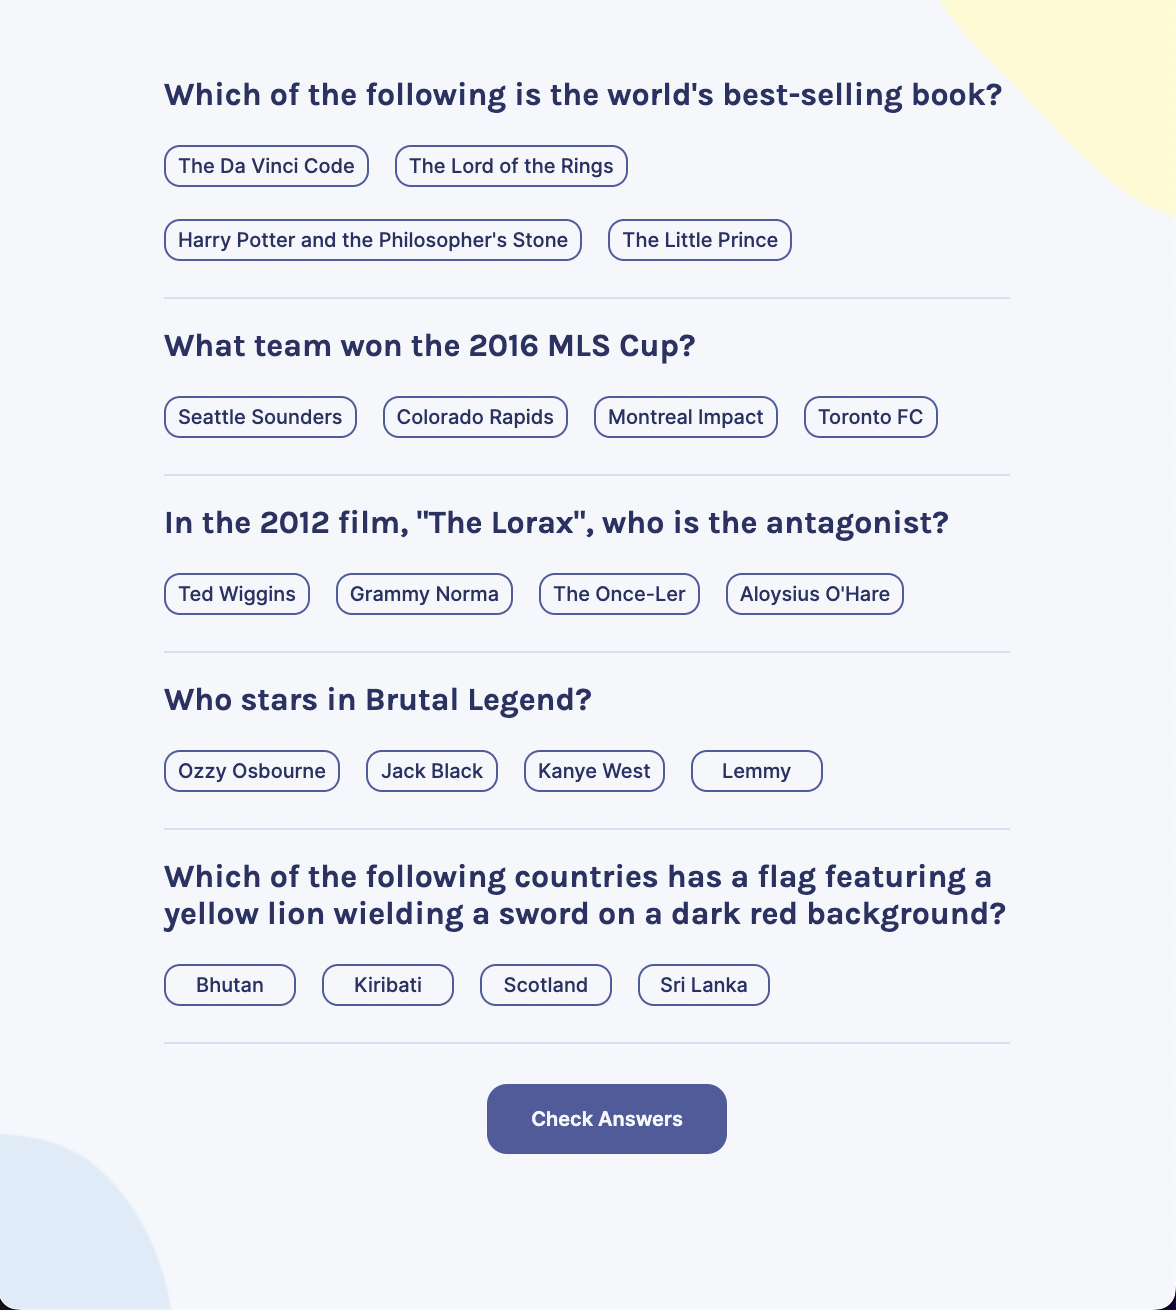 Which of the following is the world's best-selling book?
The Da Vinci Code The Lord of the Rings
Harry Potter and the Philosopher's Stone The Little Prince
What team won the 2016 MLS Cup?
Seattle Sounders Colorado Rapids Montreal Impact Toronto FC
In the 2012 film, "The Lorax", who is the antagonist?
Ted Wiggins Grammy Norma The Once-Ler Aloysius O'Hare
Who stars in Brutal Legend?
Ozzy Osbourne Jack Black Kanye West Lemmy
Which of the following countries has a flag featuring a
yellow lion wielding a sword on a dark red background?
Bhutan Kiribati Scotland Sri Lanka
Check Answers